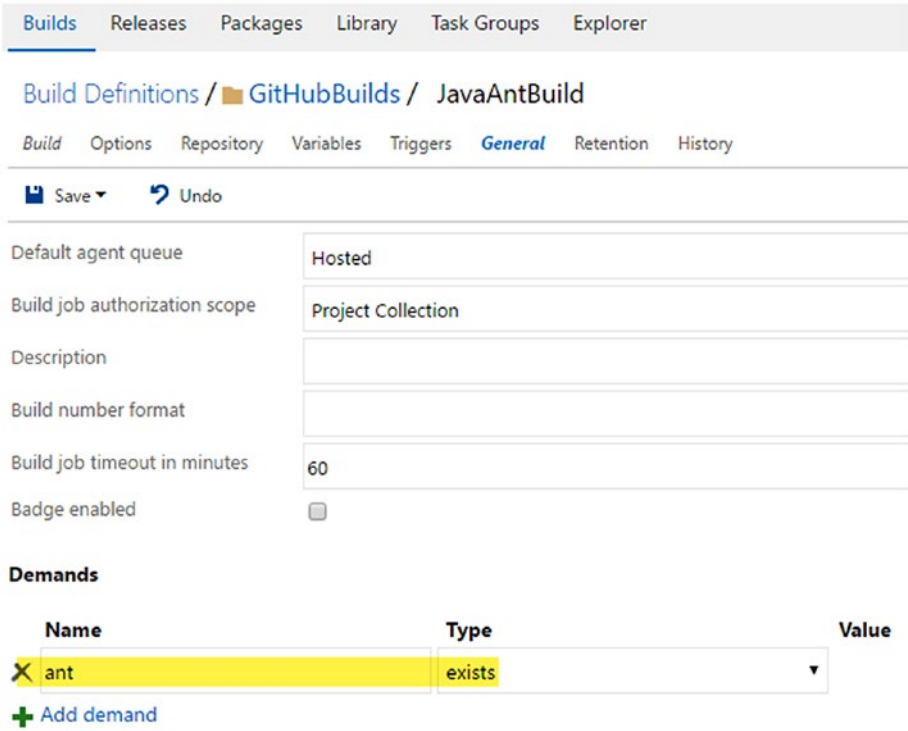 Builds Releases Packages Library Task Groups Explorer
Build Definitions / GitHubBuilds / JavaAntBuild
Build Options Repository Variables Triggers General Retention History
Save Undo
Default agent queue Hosted
Build job authorization scope Project Collection
Description
Build number format
Build job timeout in minutes 60
Badge enabled
Demands
Name Type Value
ant exists
Add demand